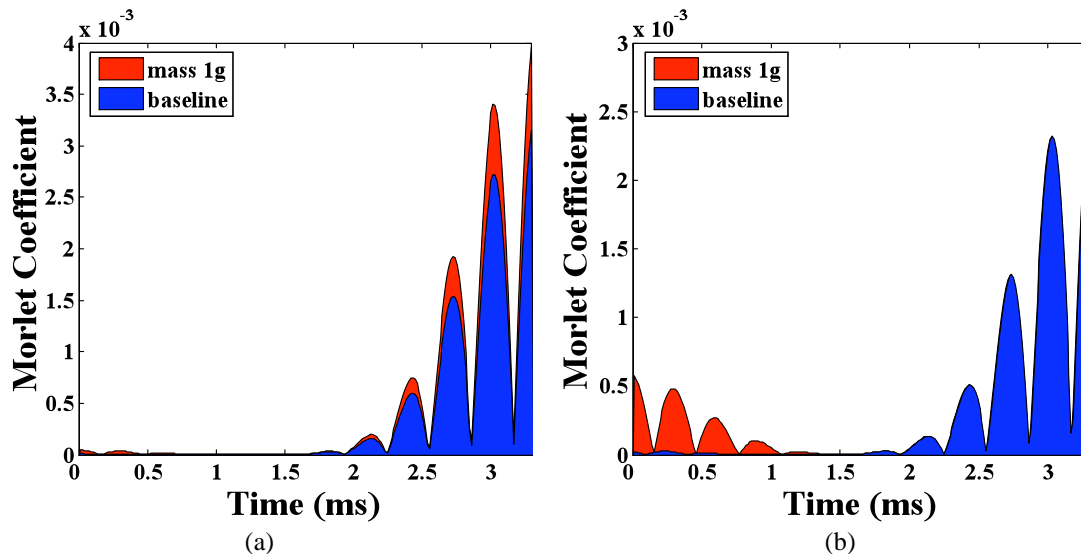 x 10⁻³
4
3.5
3
2.5
2
1.5
1
0.5
0
Morlet Coefficient
mass 1g
baseline
0 0.5 1 1.5 2 2.5 3
Time (ms)
(a)
x 10⁻³
3
2.5
2
1.5
1
0.5
0
Morlet Coefficient
mass 1g
baseline
0 0.5 1 1.5 2 2.5 3
Time (ms)
(b)